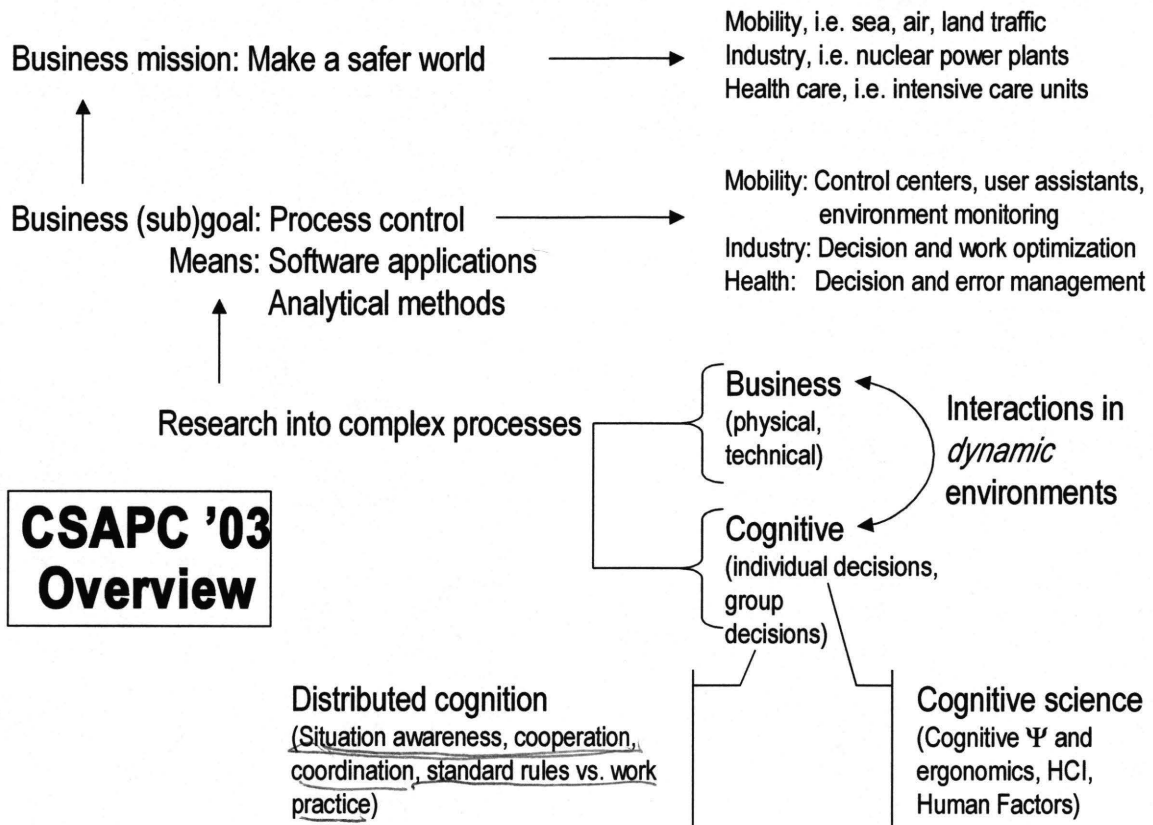 Business mission: Make a safer world
Mobility, i.e. sea, air, land traffic
Industry, i.e. nuclear power plants
Health care, i.e. intensive care units
Business (sub)goal: Process control
Means: Software applications
Analytical methods
Mobility: Control centers, user assistants,
environment monitoring
Industry: Decision and work optimization
Health: Decision and error management
Research into complex processes
Business
(physical,
technical)
Interactions in
dynamic
environments
Cognitive
(individual decisions,
group
decisions)
CSAPC ’03
Overview
Distributed cognition
(Situation awareness, cooperation,
coordination, standard rules vs. work
practice)
Cognitive science
(Cognitive Ψ and
ergonomics, HCI,
Human Factors)